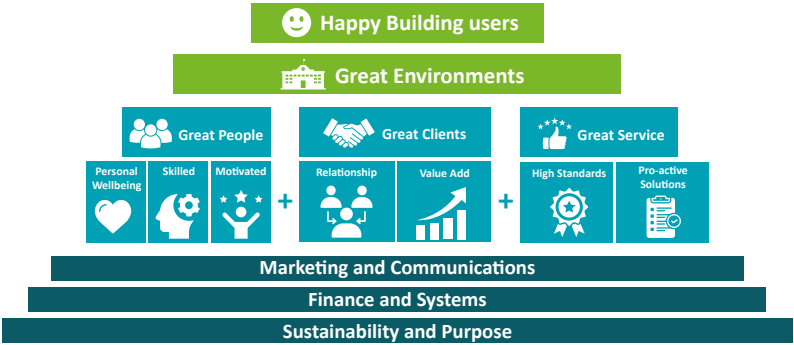 Happy Building users
Great Environments
Great People
Great Clients
Great Service
Personal
Wellbeing
Skilled
Motivated
+
Relationship
Value Add
+
High Standards
Pro-active
Solutions
Marketing and Communications
Finance and Systems
Sustainability and Purpose